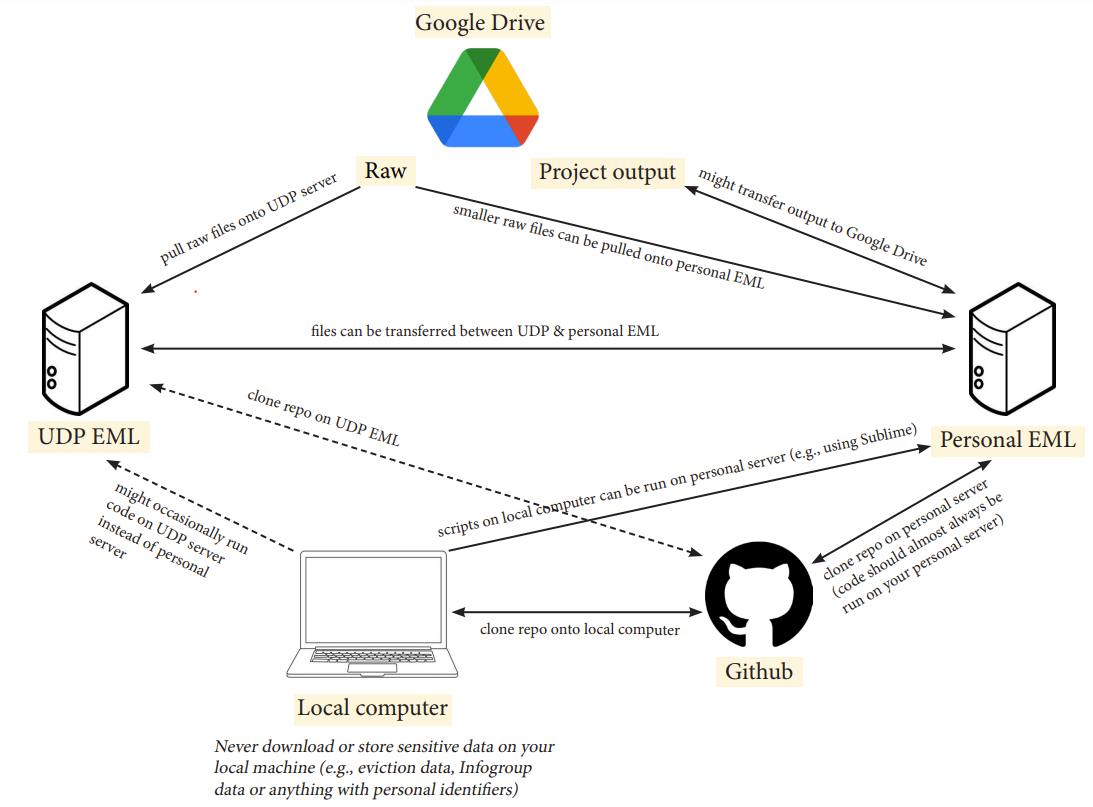 Google Drive
Raw
Project output
pull raw files onto UDP server
smaller raw files can be pulled onto personal EML
might transfer output to Google Drive
files can be transferred between UDP & personal EML
UDP EML
Personal EML
clone repo on UDP EML
scripts on local computer can be run on personal server (e.g., using Sublime)
might occasionally run
code on UDP server
instead of personal
server
clone repo on personal server
(code should almost always be
run on your personal server)
clone repo onto local computer
Github
Local computer
Never download or store sensitive data on your
local machine (e.g., eviction data, Infogroup
data or anything with personal identifiers)